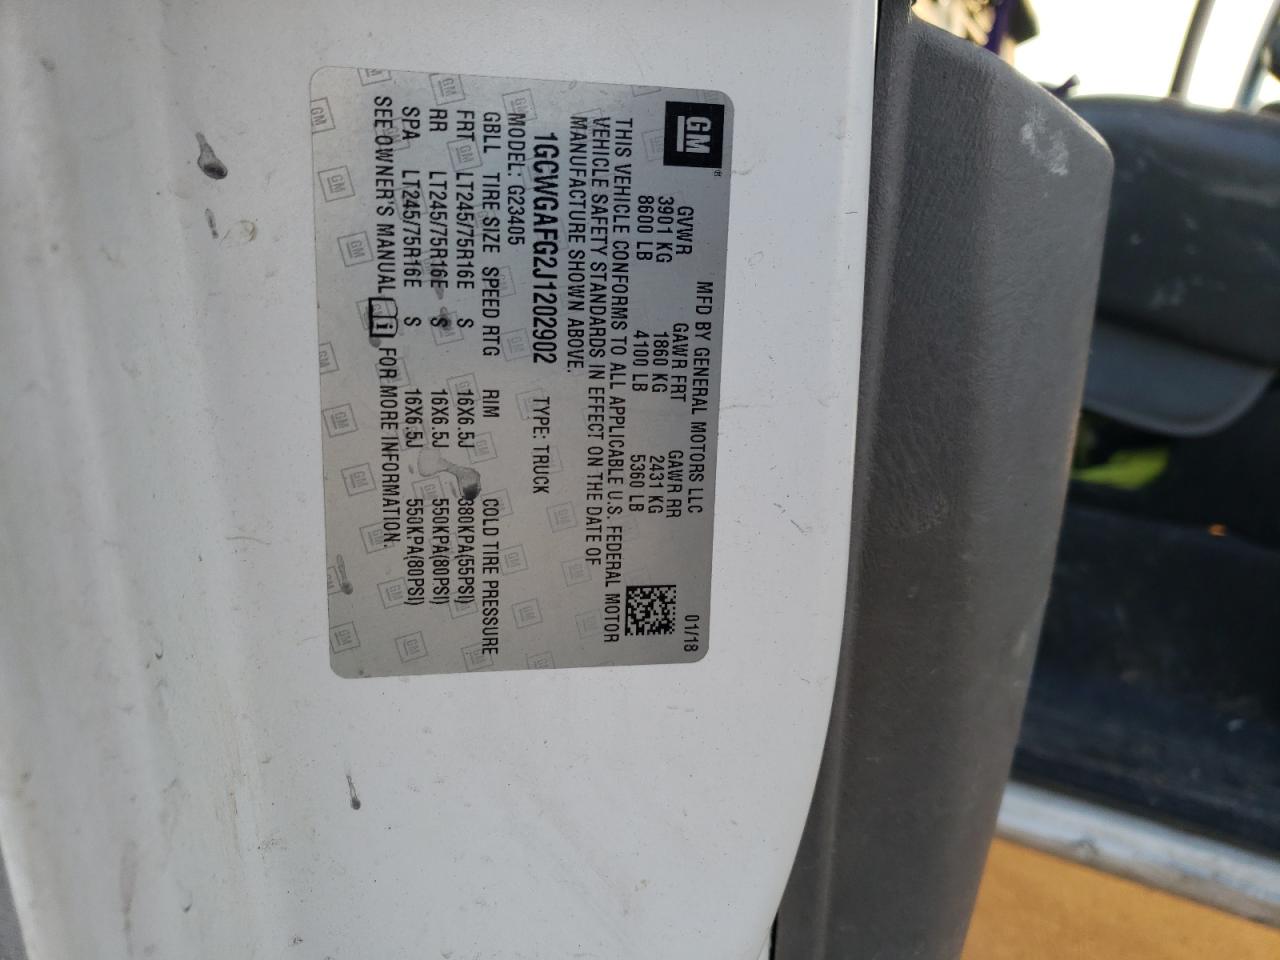 GM
MFD BY GENERAL MOTORS LLC 01/18
GVWR GAWR FRT GAWR RR
3901 KG 1860 KG 2431 KG
8600 LB 4100 LB 5360 LB
THIS VEHICLE CONFORMS TO ALL APPLICABLE U.S. FEDERAL MOTOR
VEHICLE SAFETY STANDARDS IN EFFECT ON THE DATE OF
MANUFACTURE SHOWN ABOVE.
1GCWGAFG2J1202902 TYPE: TRUCK
MODEL: G23405
GBLL TIRE SIZE SPEED RTG RIM COLD TIRE PRESSURE
FRT LT245/75R16E S 16X6.5J 380KPA(55PSI)
RR LT245/75R16E S 16X6.5J 550KPA(80PSI)
SPA LT245/75R16E S 16X6.5J 550KPA(80PSI)
SEE OWNER'S MANUAL i FOR MORE INFORMATION.